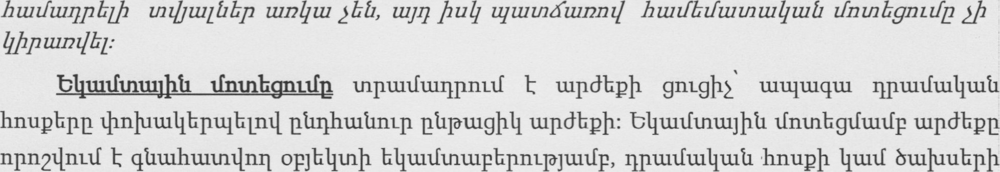 համադրելի տվյալներ առկա չեն, այդ իսկ պատճառով համեմատական մոտեցումը չի
կիրառվել:
Եկամտային մոտեցումը տրամադրում է արժեքի ցուցիչ՝ ապագա դրամական
հոսքերը փոխակերպելով ընդհանուր ընթացիկ արժեքի: Եկամտային մոտեցմամբ արժեքը
որոշվում է գնահատվող օբյեկտի եկամտաբերությամբ, դրամական հոսքի կամ ծախսերի